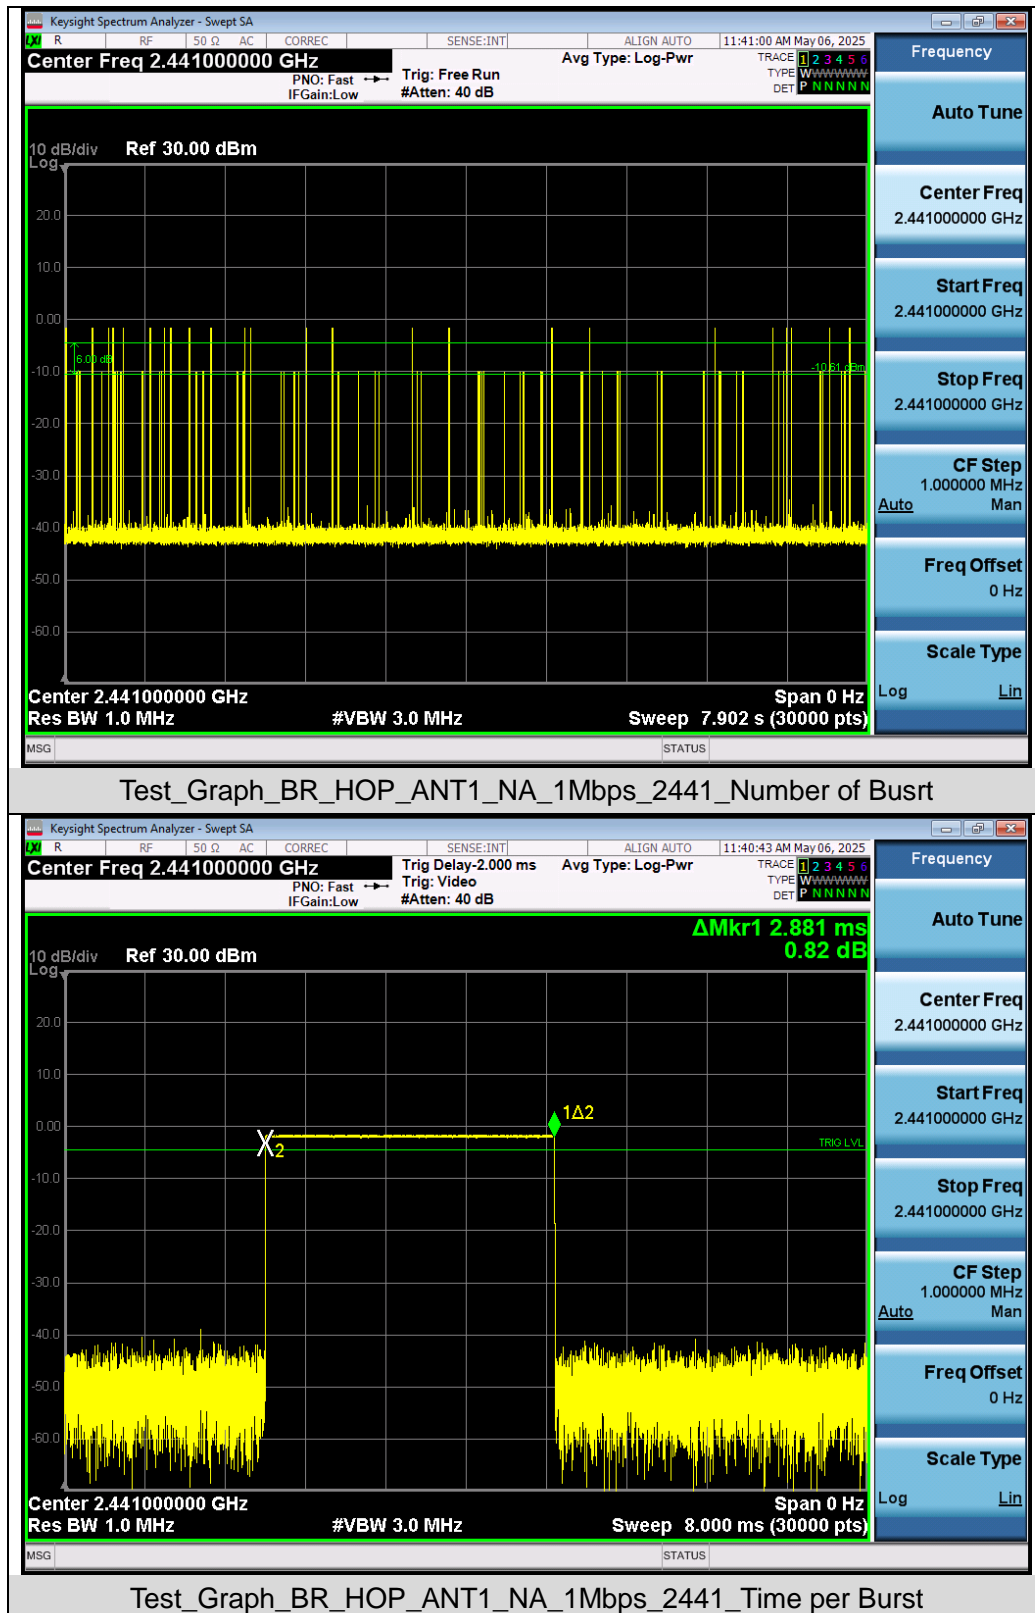 Keysight Spectrum Analyzer - Swept SA
LXI R RF 50 Ω AC CORREC SENSE:INT ALIGN AUTO 11:41:00 AM May 06, 2025
Center Freq 2.441000000 GHz
PNO: Fast
IFGain:Low
Trig: Free Run
#Atten: 40 dB
Avg Type: Log-Pwr
TRACE 1 2 3 4 5 6
TYPE WWWWWW
DET P N N N N N
10 dB/div Ref 30.00 dBm
Log
20.0
10.0
0.00
-10.0
-20.0
-30.0
-40.0
-50.0
-60.0
6.00 dB
-10.61 dBm
Center 2.441000000 GHz Span 0 Hz
Res BW 1.0 MHz #VBW 3.0 MHz Sweep 7.902 s (30000 pts)
MSG STATUS
Frequency
Auto Tune
Center Freq
2.441000000 GHz
Start Freq
2.441000000 GHz
Stop Freq
2.441000000 GHz
CF Step
1.000000 MHz
Auto Man
Freq Offset
0 Hz
Scale Type
Log Lin
Test_Graph_BR_HOP_ANT1_NA_1Mbps_2441_Number of Busrt
Keysight Spectrum Analyzer - Swept SA
LXI R RF 50 Ω AC CORREC SENSE:INT ALIGN AUTO 11:40:43 AM May 06, 2025
Center Freq 2.441000000 GHz
PNO: Fast
IFGain:Low
Trig Delay-2.000 ms
Trig: Video
#Atten: 40 dB
Avg Type: Log-Pwr
TRACE 1 2 3 4 5 6
TYPE WWWWWW
DET P N N N N N
ΔMkr1 2.881 ms
0.82 dB
10 dB/div Ref 30.00 dBm
Log
20.0
10.0
0.00
-10.0
-20.0
-30.0
-40.0
-50.0
-60.0
1Δ2
2
TRIG LVL
Center 2.441000000 GHz Span 0 Hz
Res BW 1.0 MHz #VBW 3.0 MHz Sweep 8.000 ms (30000 pts)
MSG STATUS
Frequency
Auto Tune
Center Freq
2.441000000 GHz
Start Freq
2.441000000 GHz
Stop Freq
2.441000000 GHz
CF Step
1.000000 MHz
Auto Man
Freq Offset
0 Hz
Scale Type
Log Lin
Test_Graph_BR_HOP_ANT1_NA_1Mbps_2441_Time per Burst